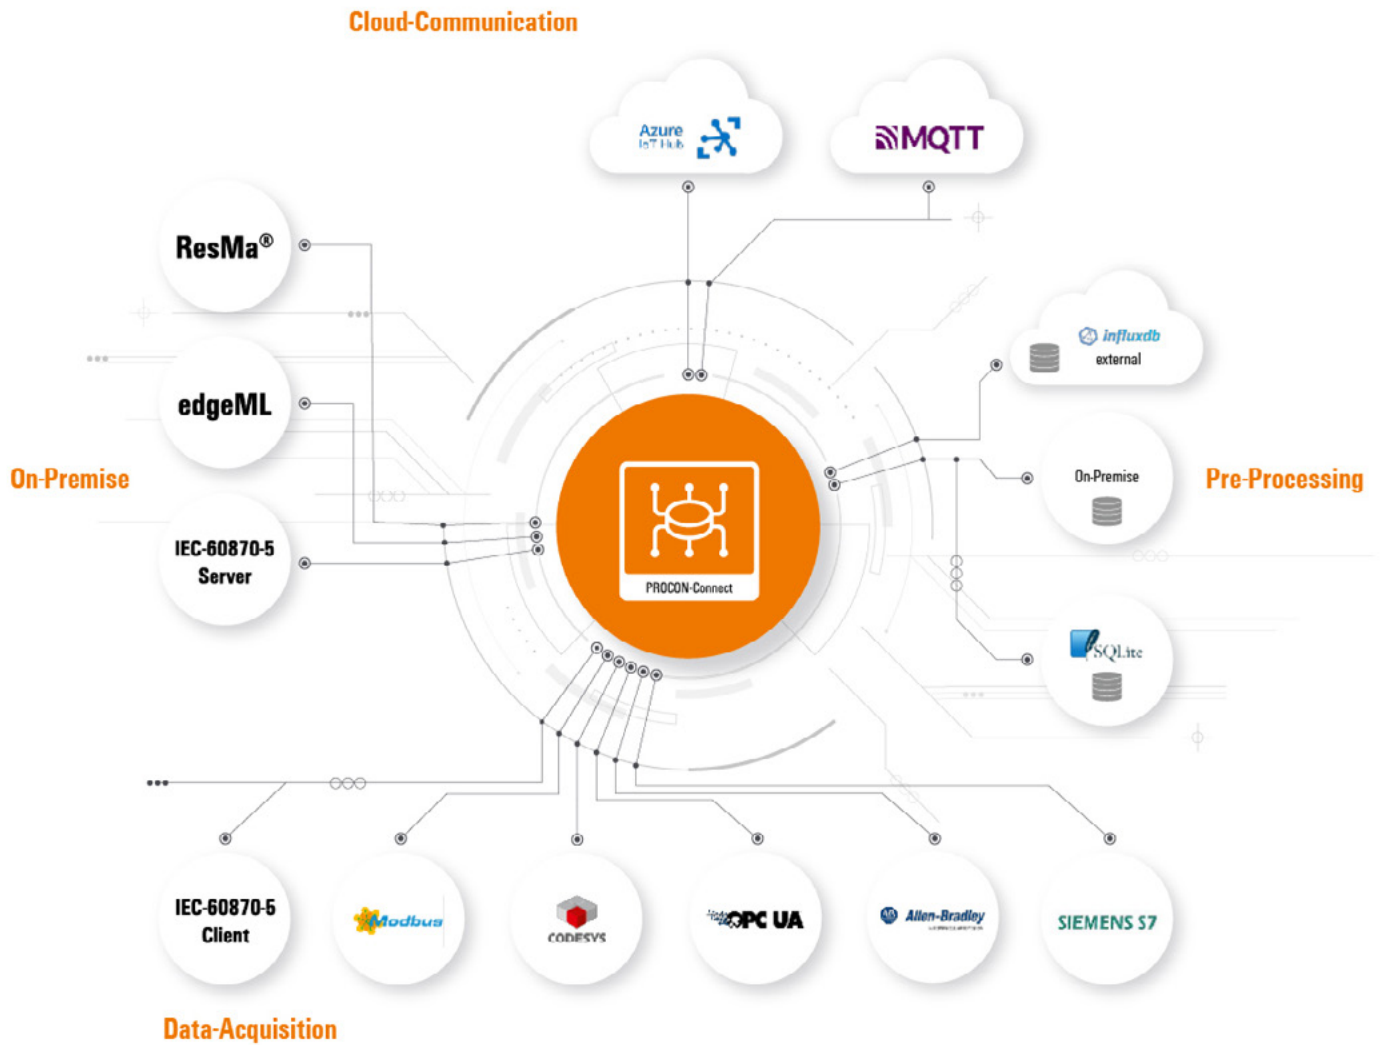 Cloud-Communication
Azure
IoT Hub
MQTT
ResMa®
influxdb
external
edgeML
On-Premise
On-Premise
Pre-Processing
IEC-60870-5
Server
PROCON-Connect
SQLite
IEC-60870-5
Client
Modbus
CODESYS
OPC UA
Allen-Bradley
SIEMENS S7
Data-Acquisition